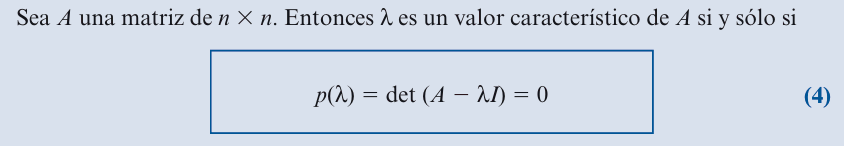 Sea A una matriz de n × n. Entonces λ es un valor característico de A si y sólo si
p(λ) = det (A − λI) = 0 (4)